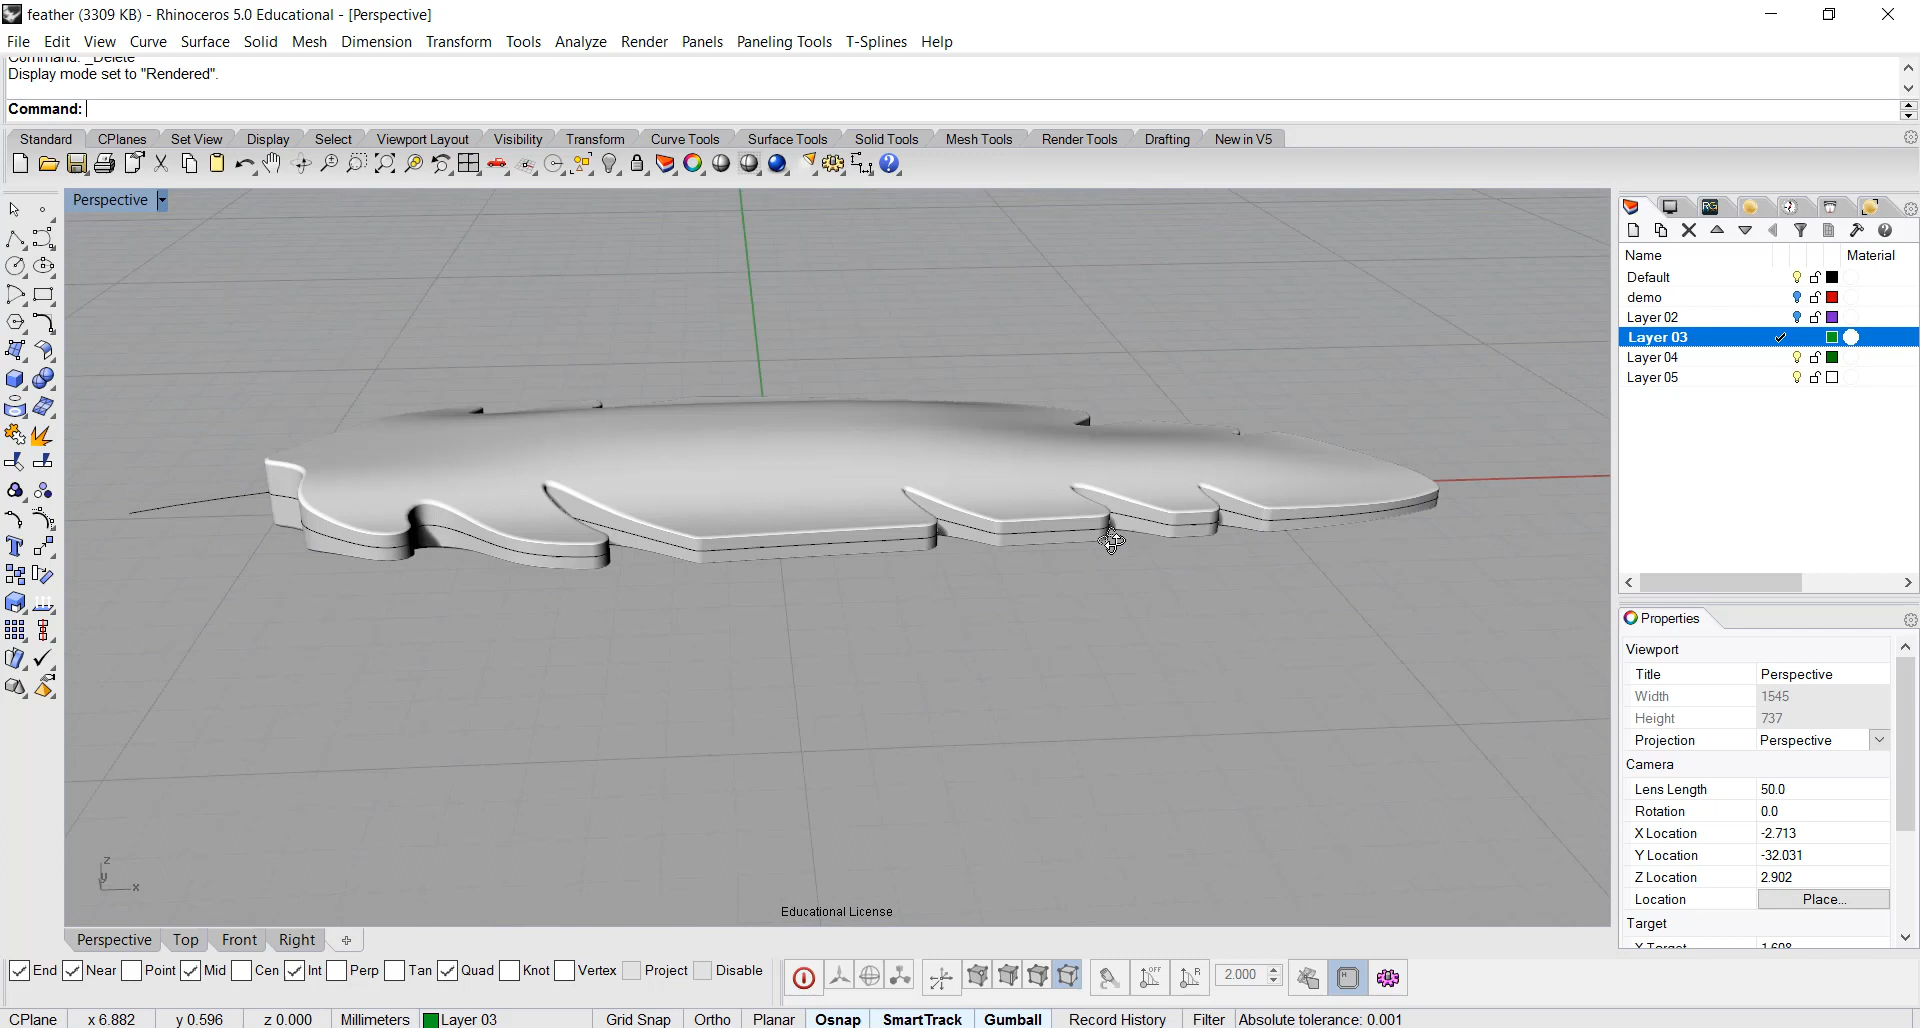 feather (3309 KB) - Rhinoceros 5.0 Educational - [Perspective]
File Edit View Curve Surface Solid Mesh Dimension Transform Tools Analyze Render Panels Paneling Tools T-Splines Help
Command: _Delete
Display mode set to "Rendered".
Command:
Standard CPlanes Set View Display Select Viewport Layout Visibility Transform Curve Tools Surface Tools Solid Tools Mesh Tools Render Tools Drafting New in V5
Perspective
RG
Name Material
Default
demo
Layer 02
Layer 03
Layer 04
Layer 05
Properties
Viewport
Title Perspective
Width 1545
Height 737
Projection Perspective
Camera
Lens Length 50.0
Rotation 0.0
X Location -2.713
Y Location -32.031
Z Location 2.902
Location Place...
Target
X Target 1.608
z
y
x
Educational License
Perspective Top Front Right
End Near Point Mid Cen Int Perp Tan Quad Knot Vertex Project Disable
OFF
R
2.000
CPlane x 6.882 y 0.596 z 0.000 Millimeters Layer 03 Grid Snap Ortho Planar Osnap SmartTrack Gumball Record History Filter Absolute tolerance: 0.001